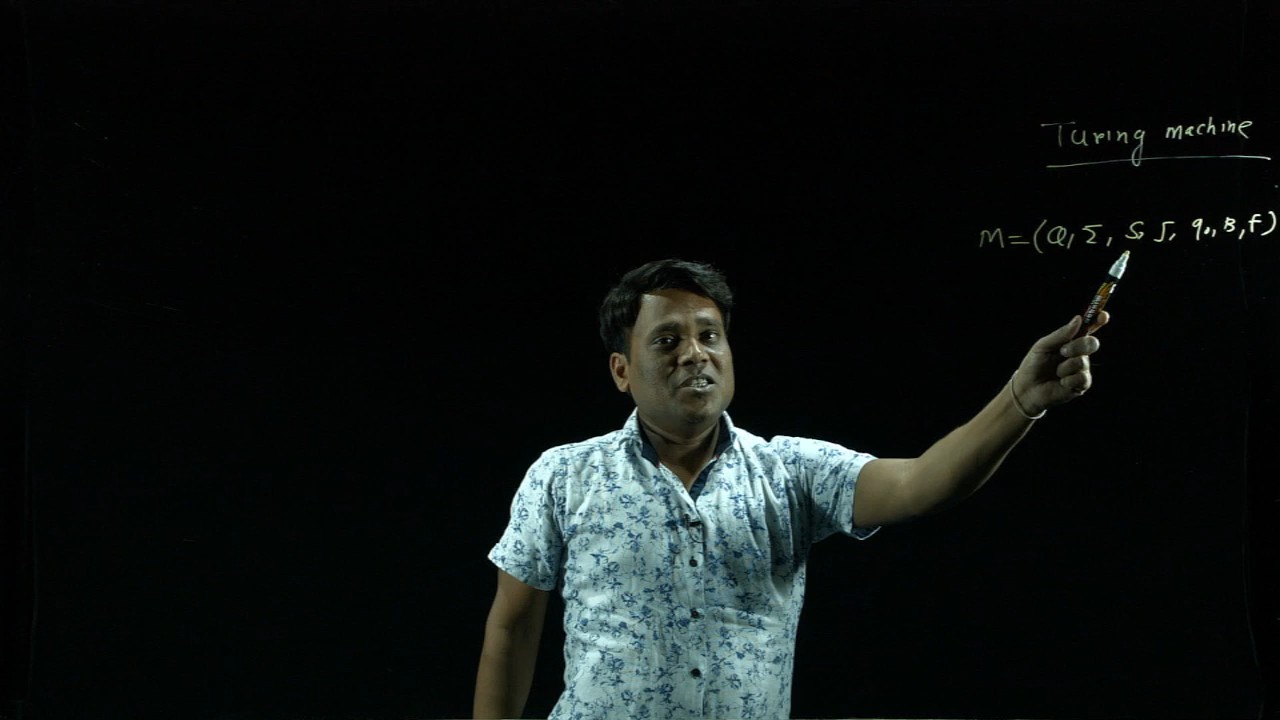 Turing machine
M=(Q, Σ, δ, Γ, q₀, B, F)